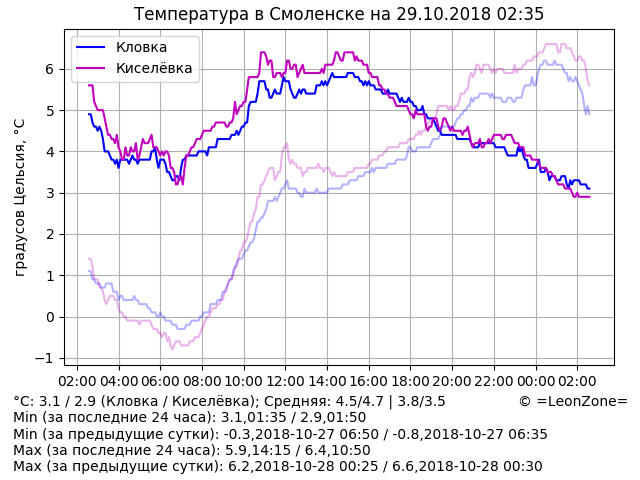 Температура в Смоленске на 29.10.2018 02:35
Кловка
Киселёвка
градусов Цельсия, °C
6
5
4
3
2
1
0
−1
02:00 04:00 06:00 08:00 10:00 12:00 14:00 16:00 18:00 20:00 22:00 00:00 02:00
°C: 3.1 / 2.9 (Кловка / Киселёвка); Средняя: 4.5/4.7 | 3.8/3.5 © =LeonZone=
Min (за последние 24 часа): 3.1,01:35 / 2.9,01:50
Min (за предыдущие сутки): -0.3,2018-10-27 06:50 / -0.8,2018-10-27 06:35
Max (за последние 24 часа): 5.9,14:15 / 6.4,10:50
Max (за предыдущие сутки): 6.2,2018-10-28 00:25 / 6.6,2018-10-28 00:30